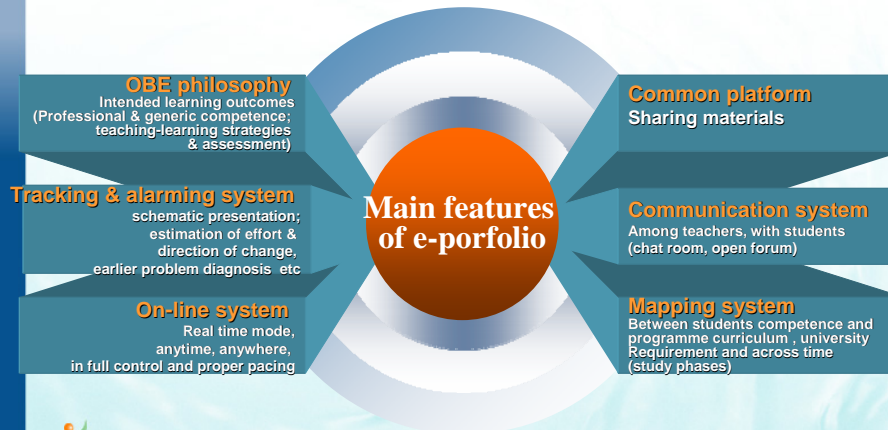 OBE philosophy
Intended learning outcomes
(Professional & generic competence;
teaching-learning strategies
& assessment)
Tracking & alarming system
schematic presentation;
estimation of effort &
direction of change,
earlier problem diagnosis etc
On-line system
Real time mode,
anytime, anywhere,
in full control and proper pacing
Main features
of e-porfolio
Common platform
Sharing materials
Communication system
Among teachers, with students
(chat room, open forum)
Mapping system
Between students competence and
programme curriculum , university
Requirement and across time
(study phases)